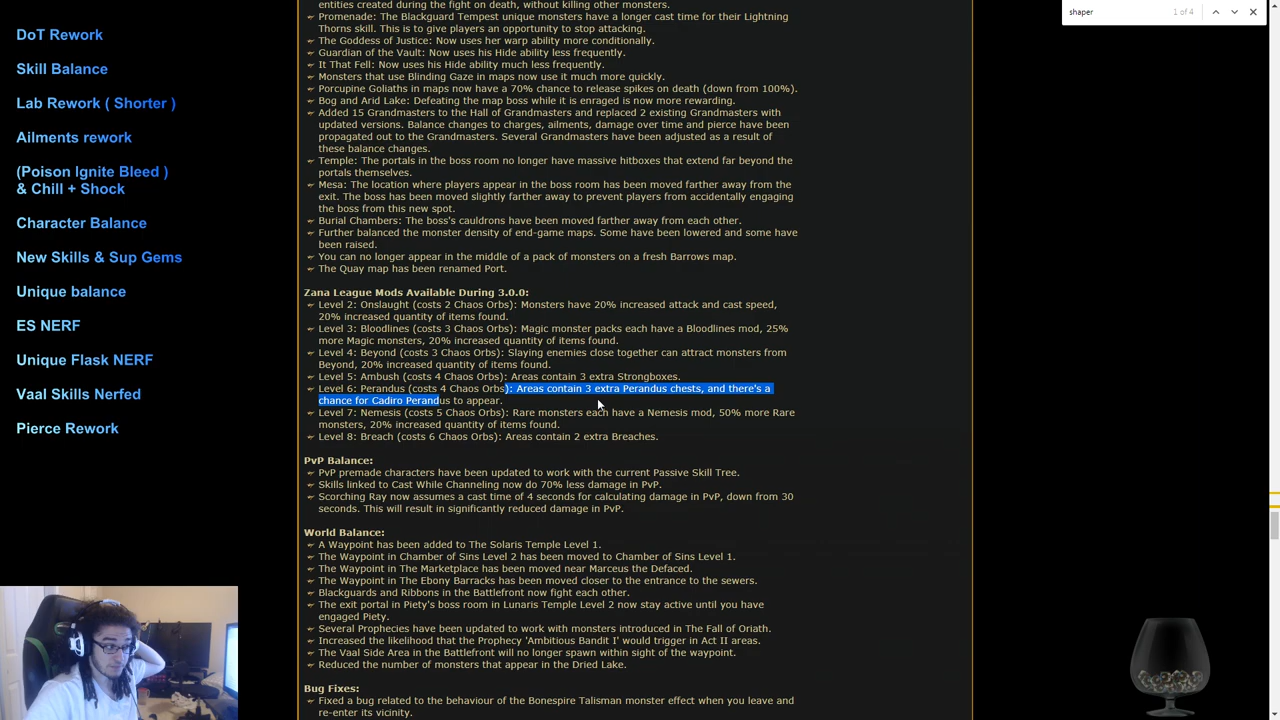 DoT Rework
Skill Balance
Lab Rework ( Shorter )
Ailments rework
(Poison Ignite Bleed )
& Chill + Shock
Character Balance
New Skills & Sup Gems
Unique balance
ES NERF
Unique Flask NERF
Vaal Skills Nerfed
Pierce Rework
entities created during the fight on death, without killing other monsters.
Promenade: The Blackguard Tempest unique monsters have a longer cast time for their Lightning
Thorns skill. This is to give players an opportunity to stop attacking.
The Goddess of Justice: Now uses her warp ability more conditionally.
Guardian of the Vault: Now uses his Hide ability less frequently.
It That Fell: Now uses his Hide ability much less frequently.
Monsters that use Blinding Gaze in maps now use it much more quickly.
Porcupine Goliaths in maps now have a 70% chance to release spikes on death (down from 100%).
Bog and Arid Lake: Defeating the map boss while it is enraged is now more rewarding.
Added 15 Grandmasters to the Hall of Grandmasters and replaced 2 existing Grandmasters with
updated versions. Balance changes to charges, ailments, damage over time and pierce have been
propagated out to the Grandmasters. Several Grandmasters have been adjusted as a result of
these balance changes.
Temple: The portals in the boss room no longer have massive hitboxes that extend far beyond the
portals themselves.
Mesa: The location where players appear in the boss room has been moved farther away from the
exit. The boss has been moved slightly farther away to prevent players from accidentally engaging
the boss from this new spot.
Burial Chambers: The boss's cauldrons have been moved farther away from each other.
Further balanced the monster density of end-game maps. Some have been lowered and some have
been raised.
You can no longer appear in the middle of a pack of monsters on a fresh Barrows map.
The Quay map has been renamed Port.
Zana League Mods Available During 3.0.0:
Level 2: Onslaught (costs 2 Chaos Orbs): Monsters have 20% increased attack and cast speed,
20% increased quantity of items found.
Level 3: Bloodlines (costs 3 Chaos Orbs): Magic monster packs each have a Bloodlines mod, 25%
more Magic monsters, 20% increased quantity of items found.
Level 4: Beyond (costs 3 Chaos Orbs): Slaying enemies close together can attract monsters from
Beyond, 20% increased quantity of items found.
Level 5: Ambush (costs 4 Chaos Orbs): Areas contain 3 extra Strongboxes.
Level 6: Perandus (costs 4 Chaos Orbs): Areas contain 3 extra Perandus chests, and there's a
chance for Cadiro Perandus to appear.
Level 7: Nemesis (costs 5 Chaos Orbs): Rare monsters each have a Nemesis mod, 50% more Rare
monsters, 20% increased quantity of items found.
Level 8: Breach (costs 6 Chaos Orbs): Areas contain 2 extra Breaches.
PvP Balance:
PvP premade characters have been updated to work with the current Passive Skill Tree.
Skills linked to Cast While Channeling now do 70% less damage in PvP.
Scorching Ray now assumes a cast time of 4 seconds for calculating damage in PvP, down from 30
seconds. This will result in significantly reduced damage in PvP.
World Balance:
A Waypoint has been added to The Solaris Temple Level 1.
The Waypoint in Chamber of Sins Level 2 has been moved to Chamber of Sins Level 1.
The Waypoint in The Marketplace has been moved near Marceus the Defaced.
The Waypoint in The Ebony Barracks has been moved closer to the entrance to the sewers.
Blackguards and Ribbons in the Battlefront now fight each other.
The exit portal in Piety's boss room in Lunaris Temple Level 2 now stay active until you have
engaged Piety.
Several Prophecies have been updated to work with monsters introduced in The Fall of Oriath.
Increased the likelihood that the Prophecy 'Ambitious Bandit I' would trigger in Act II areas.
The Vaal Side Area in the Battlefront will no longer spawn within sight of the waypoint.
Reduced the number of monsters that appear in the Dried Lake.
Bug Fixes:
Fixed a bug related to the behaviour of the Bonespire Talisman monster effect when you leave and
re-enter its vicinity.
shaper
1 of 4